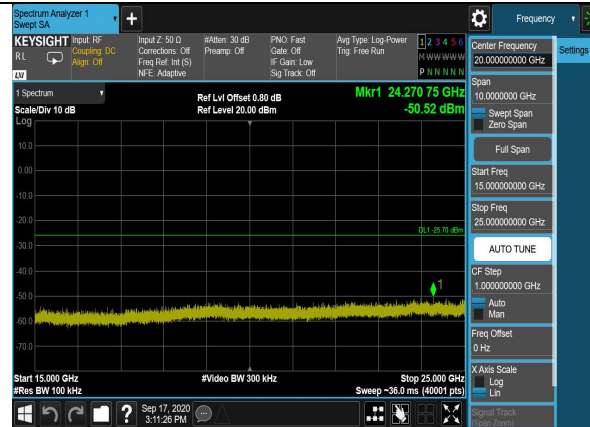 Spectrum Analyzer 1
Swept SA
Frequency
KEYSIGHT
RL
LXI
Input: RF
Coupling: DC
Align: Off
Input Z: 50 Ω
Corrections: Off
Freq Ref: Int (S)
NFE: Adaptive
#Atten: 30 dB
Preamp: Off
PNO: Fast
Gate: Off
IF Gain: Low
Sig Track: Off
Avg Type: Log-Power
Trig: Free Run
1 2 3 4 5 6
M W W W W W
P N N N N N
1 Spectrum
Scale/Div 10 dB
Ref Lvl Offset 0.80 dB
Ref Level 20.00 dBm
Mkr1 24.270 75 GHz
-50.52 dBm
Log
10.0
0.00
-10.0
-20.0
DL1 -25.70 dBm
-30.0
-40.0
1
-50.0
-60.0
-70.0
Start 15.000 GHz
#Res BW 100 kHz
#Video BW 300 kHz
Stop 25.000 GHz
Sweep ~36.0 ms (40001 pts)
?
Sep 17, 2020
3:11:26 PM
Settings
Center Frequency
20.000000000 GHz
Span
10.0000000 GHz
Swept Span
Zero Span
Full Span
Start Freq
15.000000000 GHz
Stop Freq
25.000000000 GHz
AUTO TUNE
CF Step
1.000000000 GHz
Auto
Man
Freq Offset
0 Hz
X Axis Scale
Log
Lin
Signal Track
(Span Zoom)